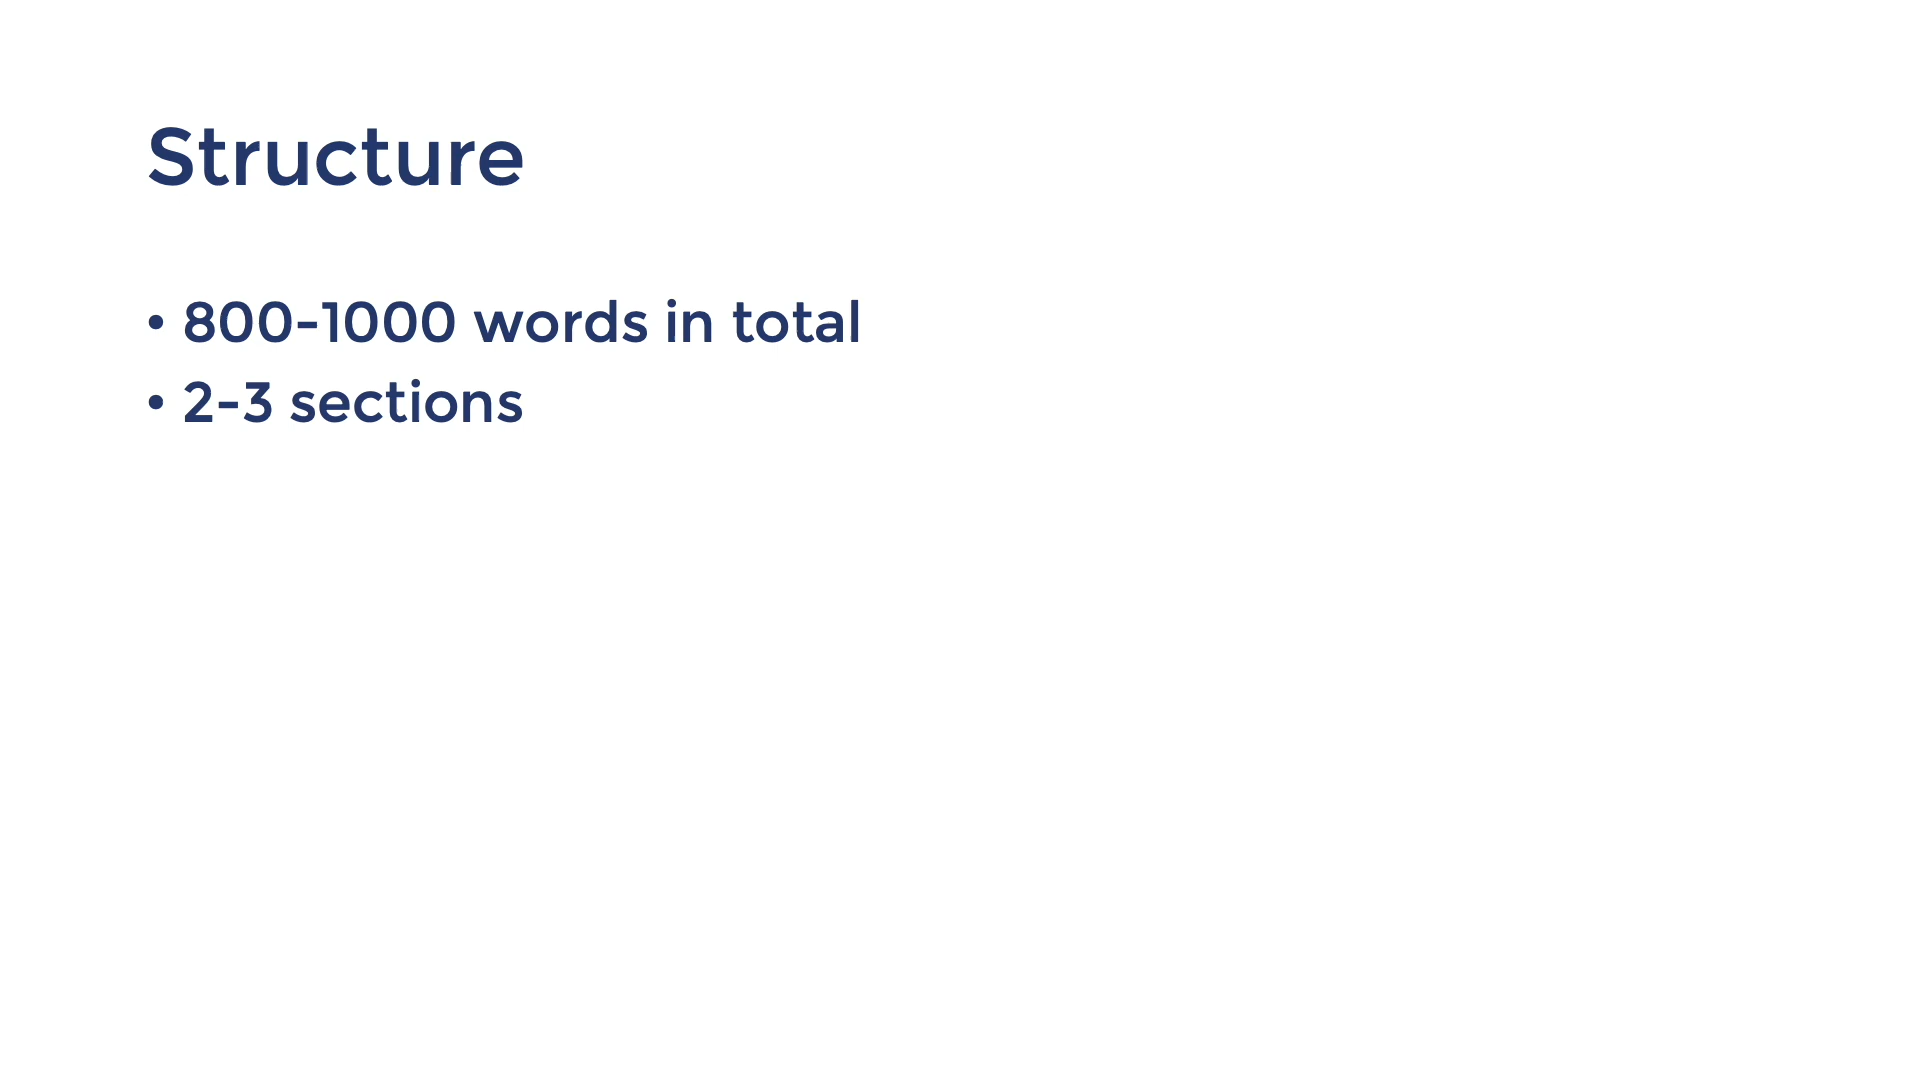 Structure
• 800-1000 words in total
• 2-3 sections